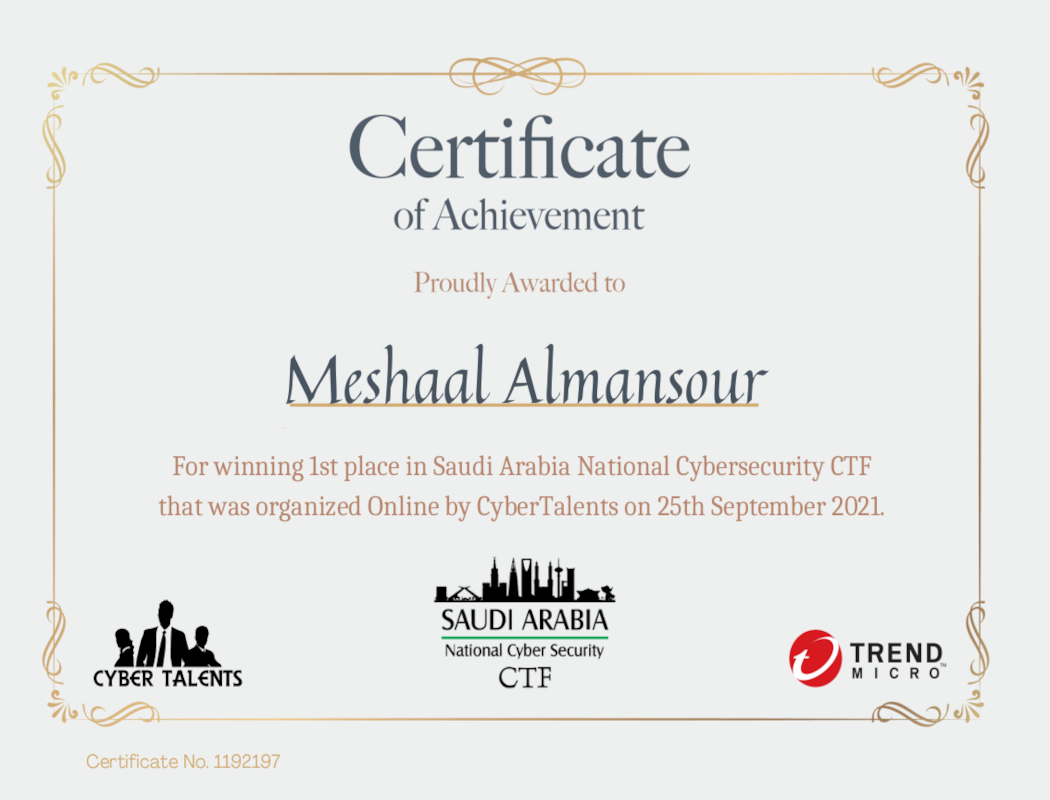 Certificate
of Achievement
Proudly Awarded to
Meshaal Almansour
For winning 1st place in Saudi Arabia National Cybersecurity CTF
that was organized Online by CyberTalents on 25th September 2021.
CYBER TALENTS
SAUDI ARABIA
National Cyber Security
CTF
TREND
MICRO™
Certificate No. 1192197